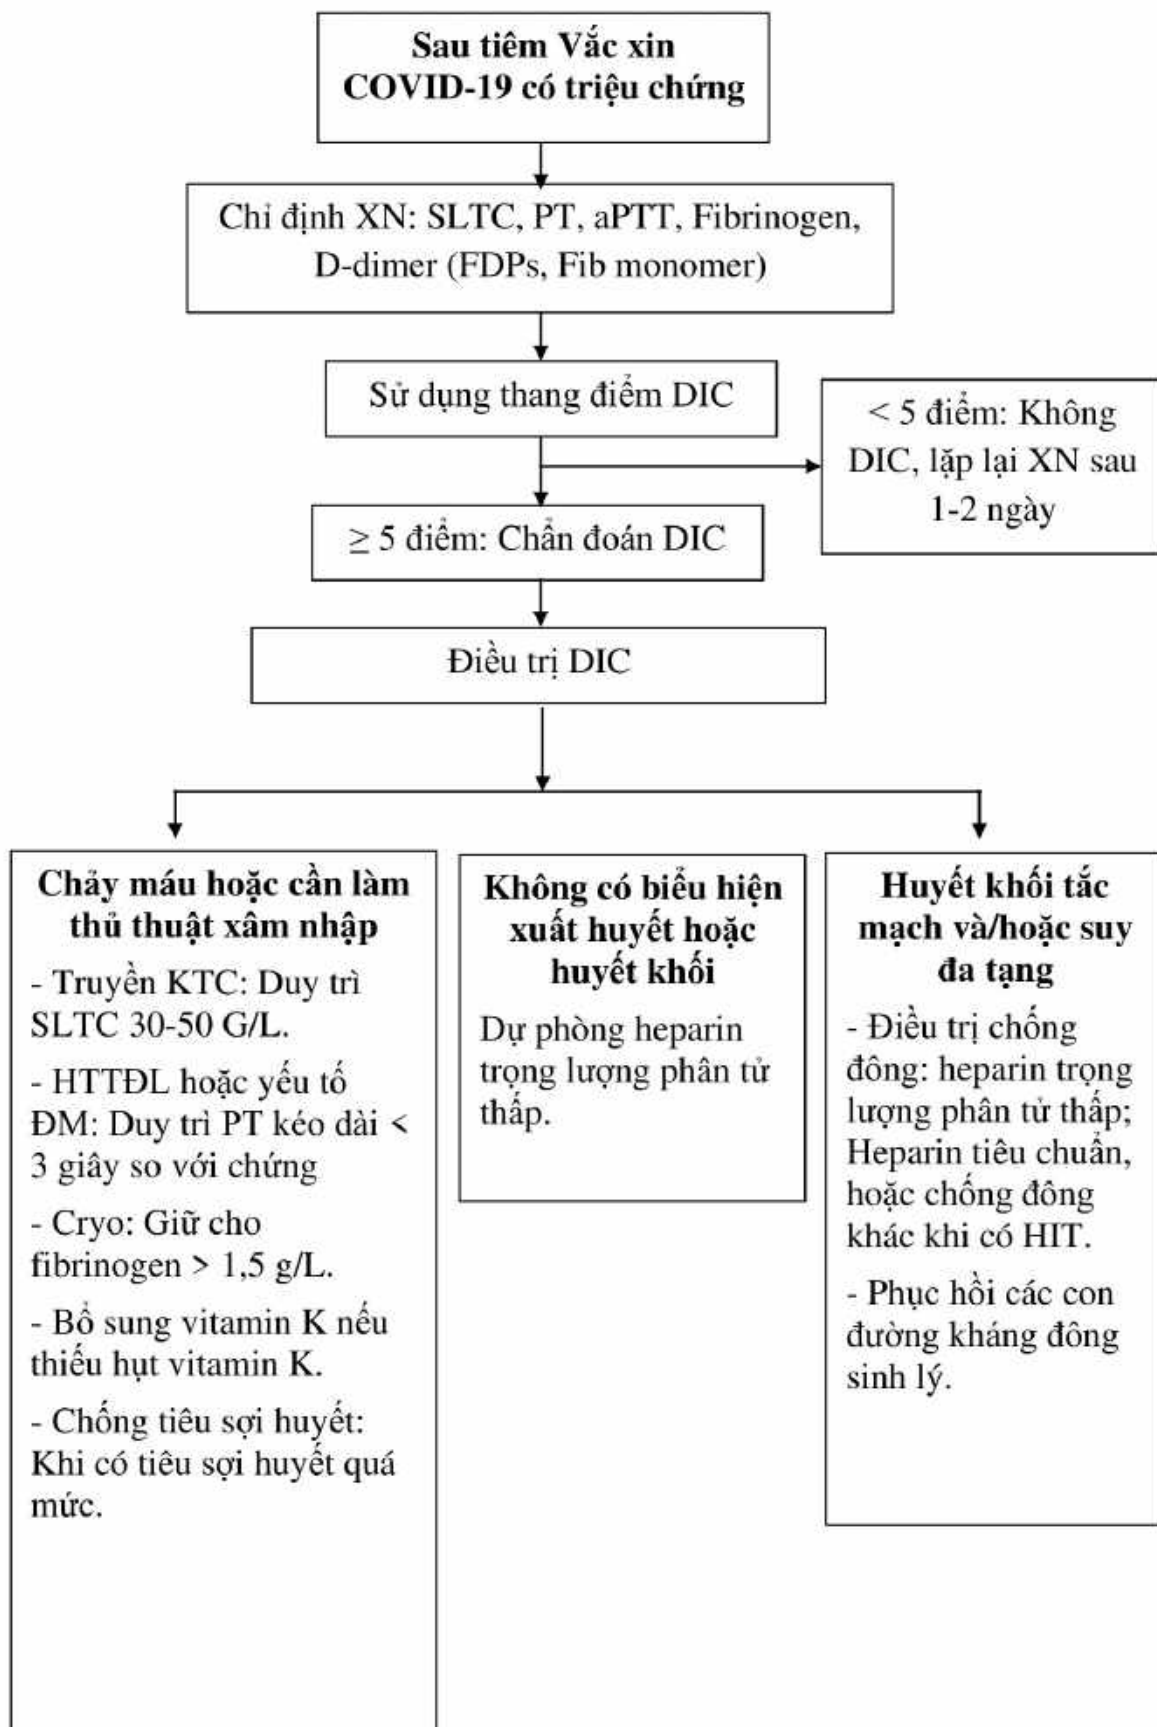 Sau tiêm Vắc xin
COVID-19 có triệu chứng
Chỉ định XN: SLTC, PT, aPTT, Fibrinogen,
D-dimer (FDPs, Fib monomer)
Sử dụng thang điểm DIC
< 5 điểm: Không
DIC, lặp lại XN sau
1-2 ngày
≥ 5 điểm: Chẩn đoán DIC
Điều trị DIC
Chảy máu hoặc cần làm
thủ thuật xâm nhập
- Truyền KTC: Duy trì
SLTC 30-50 G/L.
- HTTĐL hoặc yếu tố
ĐM: Duy trì PT kéo dài <
3 giây so với chứng
- Cryo: Giữ cho
fibrinogen > 1,5 g/L.
- Bổ sung vitamin K nếu
thiếu hụt vitamin K.
- Chống tiêu sợi huyết:
Khi có tiêu sợi huyết quá
mức.
Không có biểu hiện
xuất huyết hoặc
huyết khối
Dự phòng heparin
trọng lượng phân tử
thấp.
Huyết khối tắc
mạch và/hoặc suy
đa tạng
- Điều trị chống
đông: heparin trọng
lượng phân tử thấp;
Heparin tiêu chuẩn,
hoặc chống đông
khác khi có HIT.
- Phục hồi các con
đường kháng đông
sinh lý.